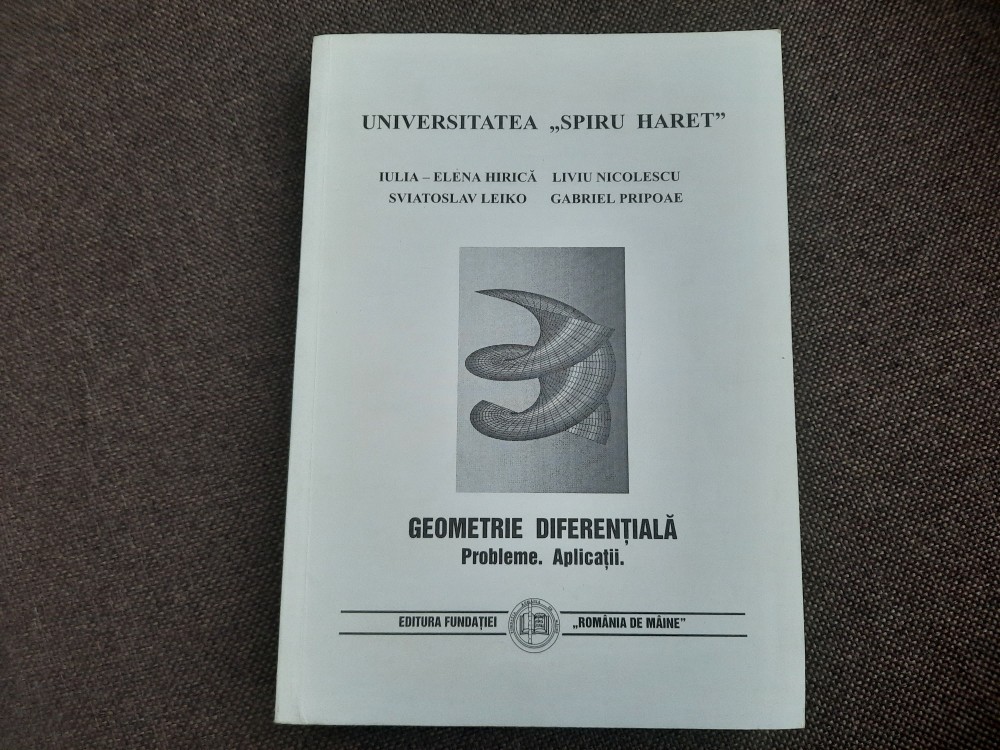 UNIVERSITATEA „SPIRU HARET”
IULIA – ELENA HIRICĂ LIVIU NICOLESCU
SVIATOSLAV LEIKO GABRIEL PRIPOAE
GEOMETRIE DIFERENȚIALĂ
Probleme. Aplicații.
EDITURA FUNDAȚIEI „ROMÂNIA DE MÂINE”